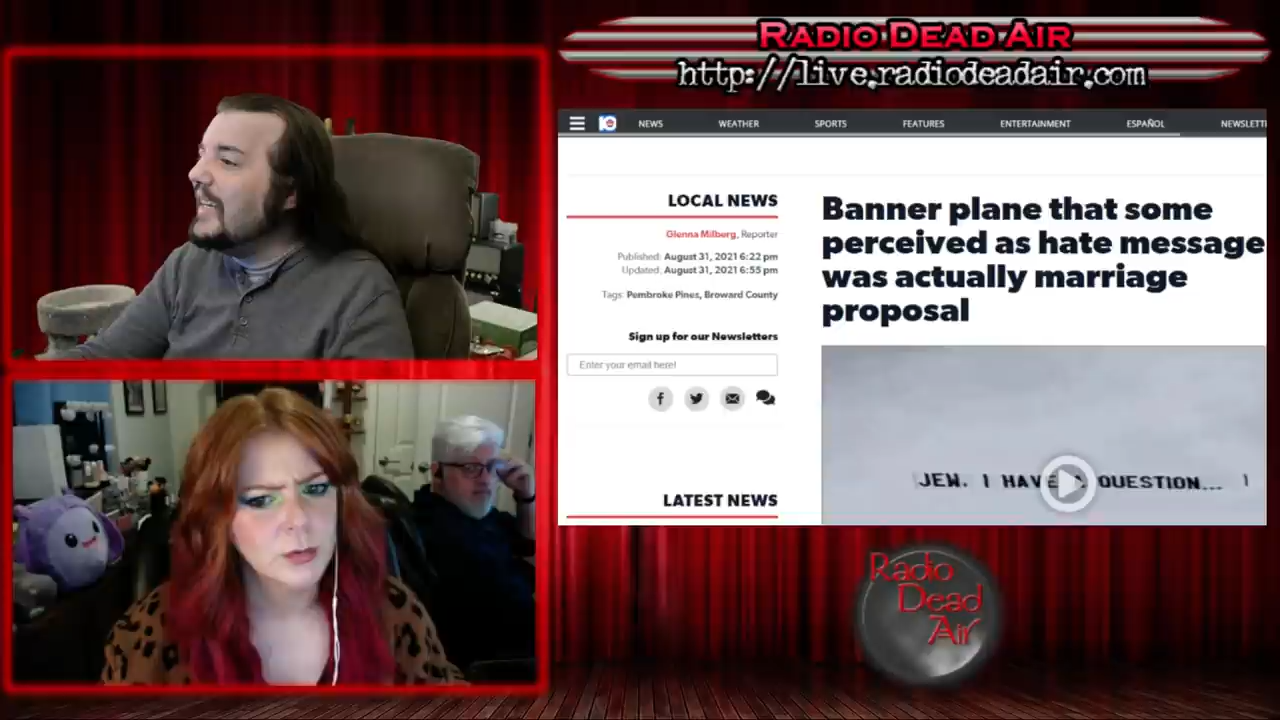 RADIO DEAD AIR
http://live.radiodeadair.com
NEWS WEATHER SPORTS FEATURES ENTERTAINMENT ESPAÑOL NEWSLETT
LOCAL NEWS
Glenna Milberg, Reporter
Published: August 31, 2021 6:22 pm
Updated: August 31, 2021 6:55 pm
Tags: Pembroke Pines, Broward County
Sign up for our Newsletters
Enter your email here!
LATEST NEWS
Banner plane that some
perceived as hate message
was actually marriage
proposal
JEW. I HAVE A QUESTION...
Radio
Dead
Air